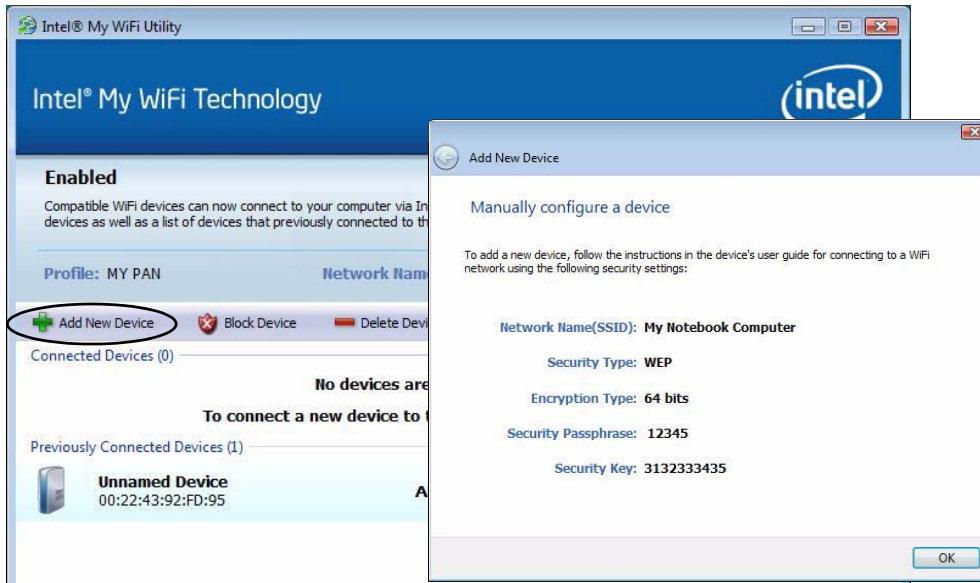 Intel® My WiFi Utility
Intel® My WiFi Technology
intel
Enabled
Compatible WiFi devices can now connect to your computer via In
devices as well as a list of devices that previously connected to th
Profile: MY PAN
Network Nam
Add New Device
Block Device
Delete Devi
Connected Devices (0)
No devices are
To connect a new device to t
Previously Connected Devices (1)
Unnamed Device
00:22:43:92:FD:95
A
Add New Device
Manually configure a device
To add a new device, follow the instructions in the device's user guide for connecting to a WiFi
network using the following security settings:
Network Name(SSID): My Notebook Computer
Security Type: WEP
Encryption Type: 64 bits
Security Passphrase: 12345
Security Key: 3132333435
OK